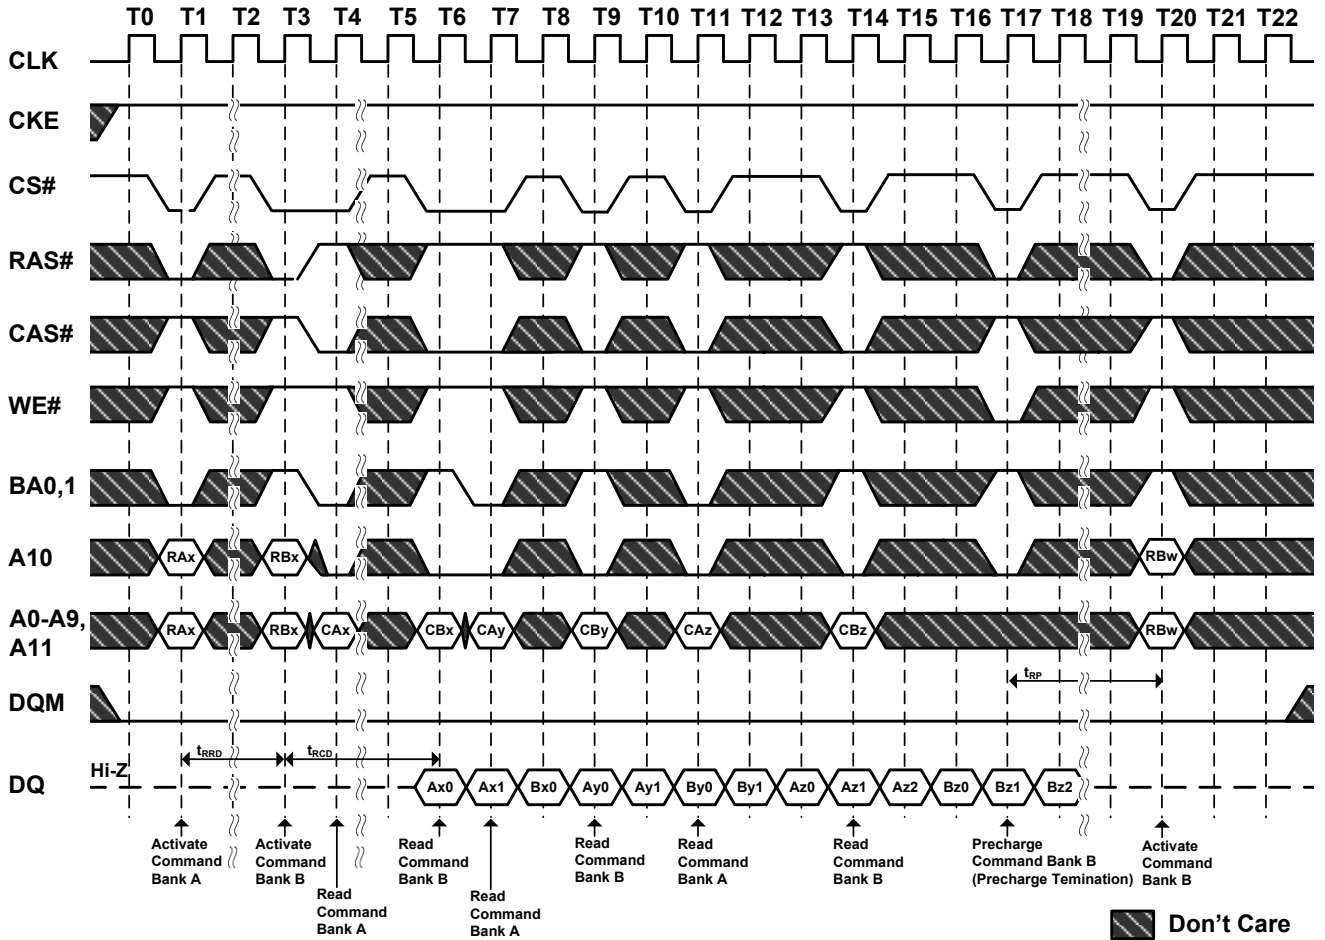 T0 T1 T2 T3 T4 T5 T6 T7 T8 T9 T10 T11 T12 T13 T14 T15 T16 T17 T18 T19 T20 T21 T22
CLK
CKE
CS#
RAS#
CAS#
WE#
BA0,1
A10
RAx RBx RBw
A0-A9,
A11
RAx RBx CAx CBx CAy CBy CAz CBz RBw
tRP
DQM
tRRD tRCD
Hi-Z
DQ
Ax0 Ax1 Bx0 Ay0 Ay1 By0 By1 Az0 Az1 Az2 Bz0 Bz1 Bz2
Activate
Command
Bank A
Activate
Command
Bank B
Read
Command
Bank A
Read
Command
Bank B
Read
Command
Bank A
Read
Command
Bank B
Read
Command
Bank A
Read
Command
Bank B
Precharge
Command Bank B
(Precharge Temination)
Activate
Command
Bank B
Don't Care